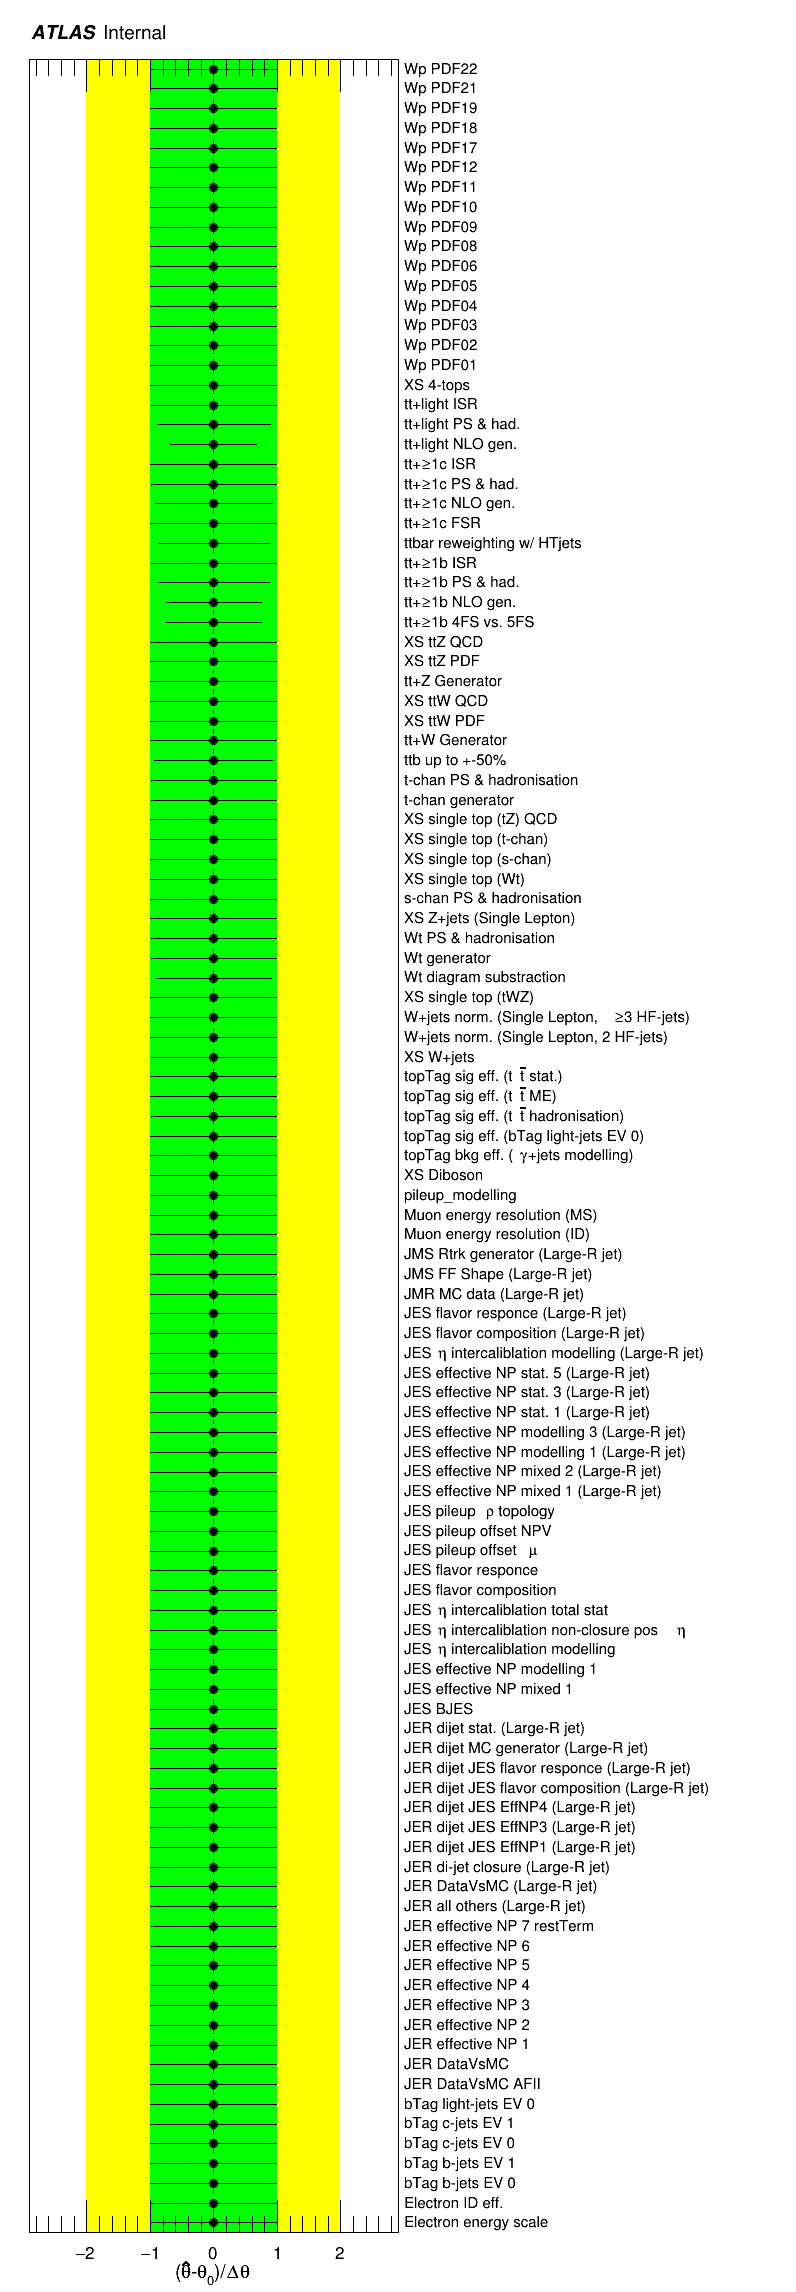 ATLAS Internal
Wp PDF22
Wp PDF21
Wp PDF19
Wp PDF18
Wp PDF17
Wp PDF12
Wp PDF11
Wp PDF10
Wp PDF09
Wp PDF08
Wp PDF06
Wp PDF05
Wp PDF04
Wp PDF03
Wp PDF02
Wp PDF01
XS 4-tops
tt+light ISR
tt+light PS & had.
tt+light NLO gen.
tt+≥1c ISR
tt+≥1c PS & had.
tt+≥1c NLO gen.
tt+≥1c FSR
ttbar reweighting w/ HTjets
tt+≥1b ISR
tt+≥1b PS & had.
tt+≥1b NLO gen.
tt+≥1b 4FS vs. 5FS
XS ttZ QCD
XS ttZ PDF
tt+Z Generator
XS ttW QCD
XS ttW PDF
tt+W Generator
ttb up to +-50%
t-chan PS & hadronisation
t-chan generator
XS single top (tZ) QCD
XS single top (t-chan)
XS single top (s-chan)
XS single top (Wt)
s-chan PS & hadronisation
XS Z+jets (Single Lepton)
Wt PS & hadronisation
Wt generator
Wt diagram substraction
XS single top (tWZ)
W+jets norm. (Single Lepton, ≥3 HF-jets)
W+jets norm. (Single Lepton, 2 HF-jets)
XS W+jets
topTag sig eff. (t t̄ stat.)
topTag sig eff. (t t̄ ME)
topTag sig eff. (t t̄ hadronisation)
topTag sig eff. (bTag light-jets EV 0)
topTag bkg eff. ( γ+jets modelling)
XS Diboson
pileup_modelling
Muon energy resolution (MS)
Muon energy resolution (ID)
JMS Rtrk generator (Large-R jet)
JMS FF Shape (Large-R jet)
JMR MC data (Large-R jet)
JES flavor responce (Large-R jet)
JES flavor composition (Large-R jet)
JES η intercaliblation modelling (Large-R jet)
JES effective NP stat. 5 (Large-R jet)
JES effective NP stat. 3 (Large-R jet)
JES effective NP stat. 1 (Large-R jet)
JES effective NP modelling 3 (Large-R jet)
JES effective NP modelling 1 (Large-R jet)
JES effective NP mixed 2 (Large-R jet)
JES effective NP mixed 1 (Large-R jet)
JES pileup ρ topology
JES pileup offset NPV
JES pileup offset μ
JES flavor responce
JES flavor composition
JES η intercaliblation total stat
JES η intercaliblation non-closure pos η
JES η intercaliblation modelling
JES effective NP modelling 1
JES effective NP mixed 1
JES BJES
JER dijet stat. (Large-R jet)
JER dijet MC generator (Large-R jet)
JER dijet JES flavor responce (Large-R jet)
JER dijet JES flavor composition (Large-R jet)
JER dijet JES EffNP4 (Large-R jet)
JER dijet JES EffNP3 (Large-R jet)
JER dijet JES EffNP1 (Large-R jet)
JER di-jet closure (Large-R jet)
JER DataVsMC (Large-R jet)
JER all others (Large-R jet)
JER effective NP 7 restTerm
JER effective NP 6
JER effective NP 5
JER effective NP 4
JER effective NP 3
JER effective NP 2
JER effective NP 1
JER DataVsMC
JER DataVsMC AFII
bTag light-jets EV 0
bTag c-jets EV 1
bTag c-jets EV 0
bTag b-jets EV 1
bTag b-jets EV 0
Electron ID eff.
Electron energy scale
−2 −1 0 1 2
(θ̂-θ₀)/Δθ